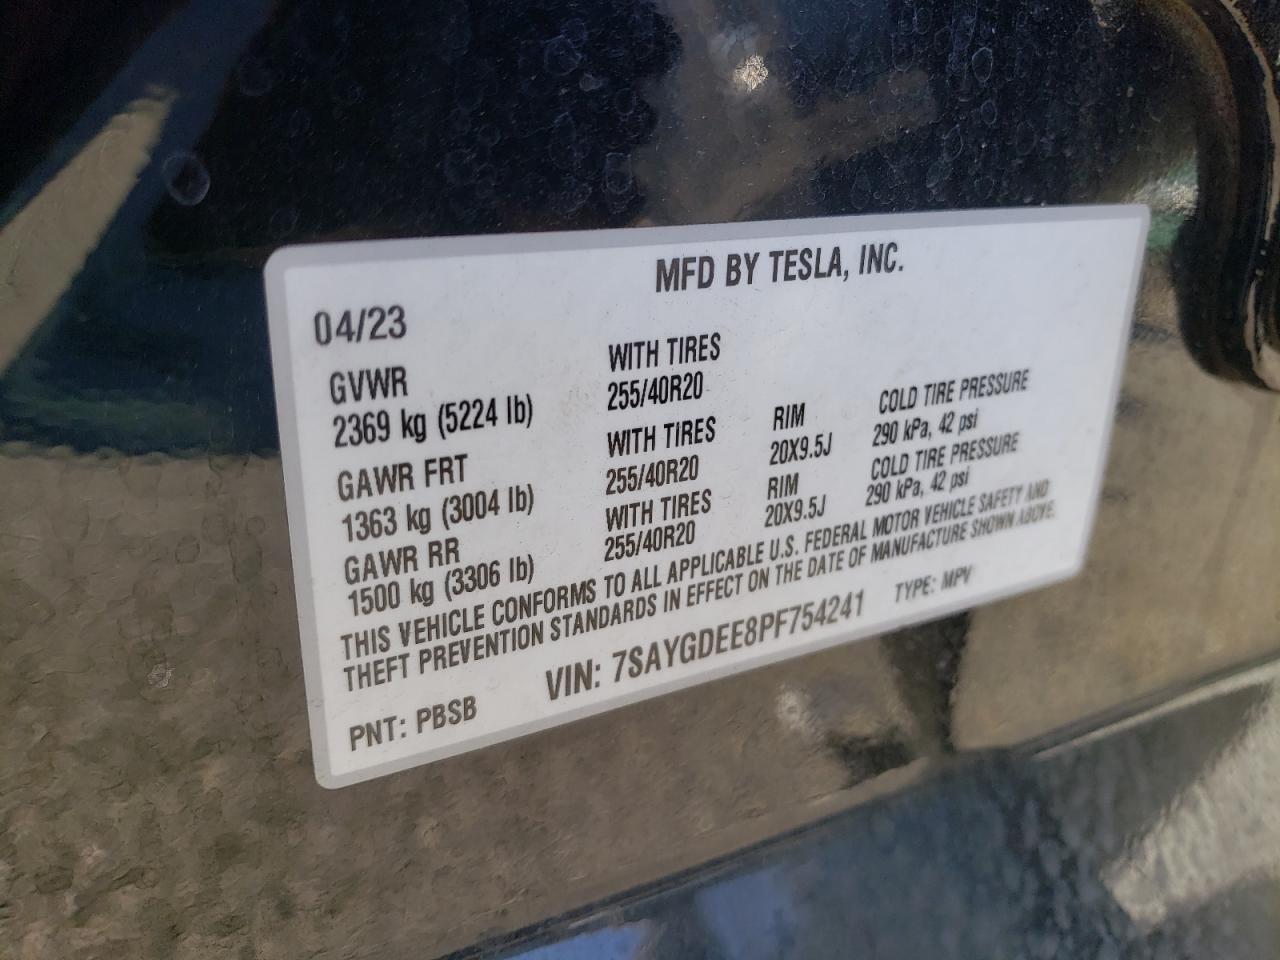 MFD BY TESLA, INC.
04/23
GVWR WITH TIRES
2369 kg (5224 lb) 255/40R20
GAWR FRT WITH TIRES RIM COLD TIRE PRESSURE
1363 kg (3004 lb) 255/40R20 20X9.5J 290 kPa, 42 psi
GAWR RR WITH TIRES RIM COLD TIRE PRESSURE
1500 kg (3306 lb) 255/40R20 20X9.5J 290 kPa, 42 psi
THIS VEHICLE CONFORMS TO ALL APPLICABLE U.S. FEDERAL MOTOR VEHICLE SAFETY AND
THEFT PREVENTION STANDARDS IN EFFECT ON THE DATE OF MANUFACTURE SHOWN ABOVE.
PNT: PBSB VIN: 7SAYGDEE8PF754241 TYPE: MPV